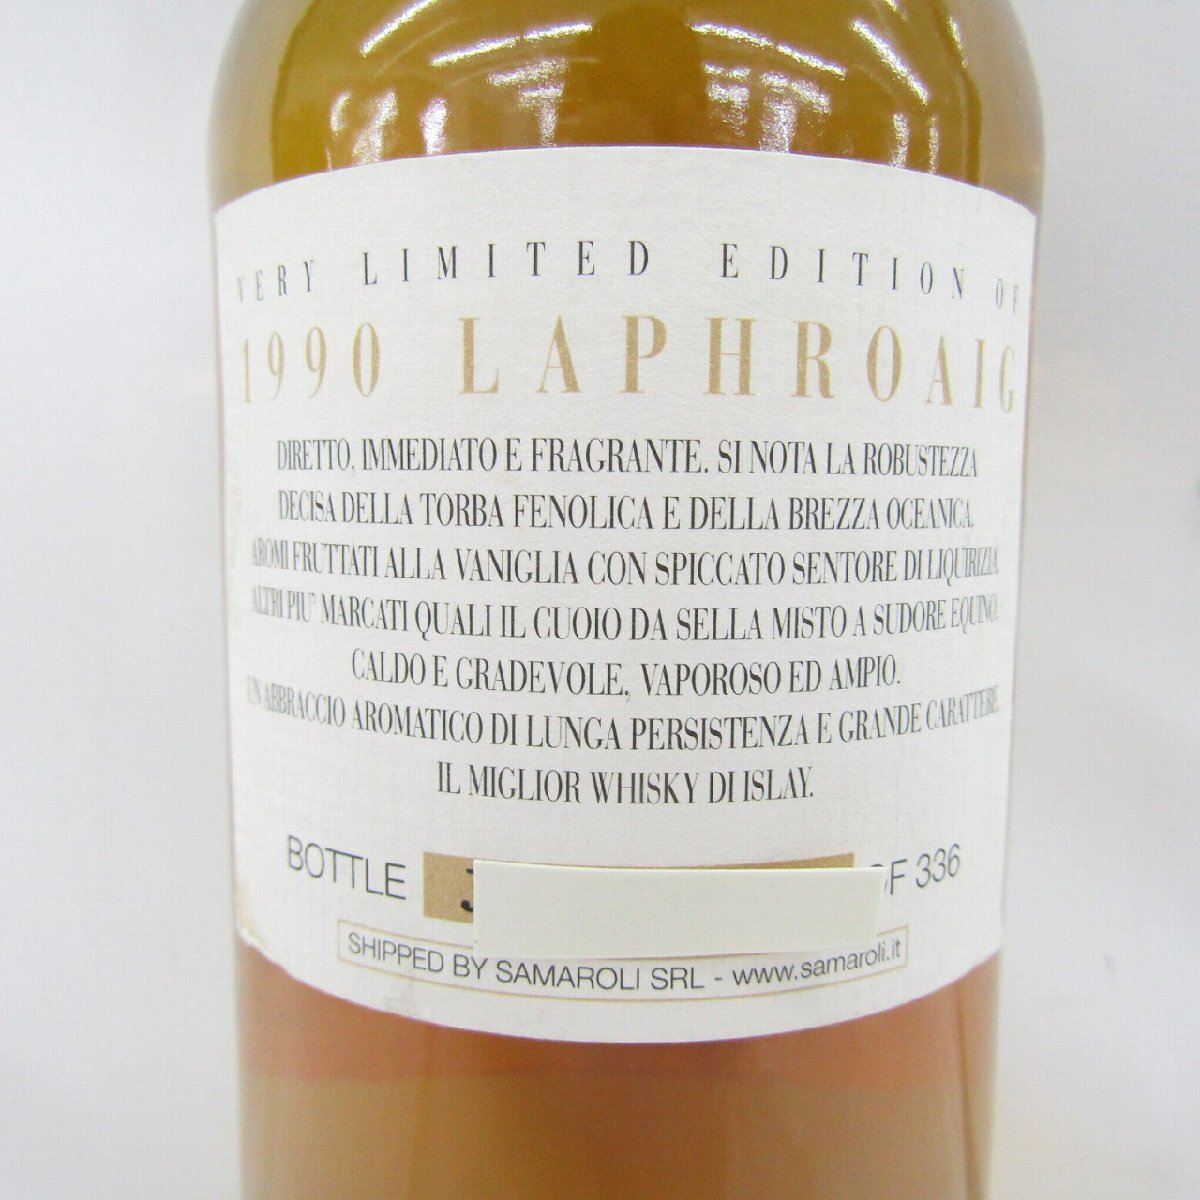 VERY LIMITED EDITION OF
1990 LAPHROAIG
DIRETTO, IMMEDIATO E FRAGRANTE. SI NOTA LA ROBUSTEZZA
DECISA DELLA TORBA FENOLICA E DELLA BREZZA OCEANICA.
AROMI FRUTTATI ALLA VANIGLIA CON SPICCATO SENTORE DI LIQUIRIZIA.
ALTRI PIU' MARCATI QUALI IL CUOIO DA SELLA MISTO A SUDORE EQUINO.
CALDO E GRADEVOLE, VAPOROSO ED AMPIO.
UN ABBRACCIO AROMATICO DI LUNGA PERSISTENZA E GRANDE CARATTERE.
IL MIGLIOR WHISKY DI ISLAY.
BOTTLE OF 336
SHIPPED BY SAMAROLI SRL - www.samaroli.it